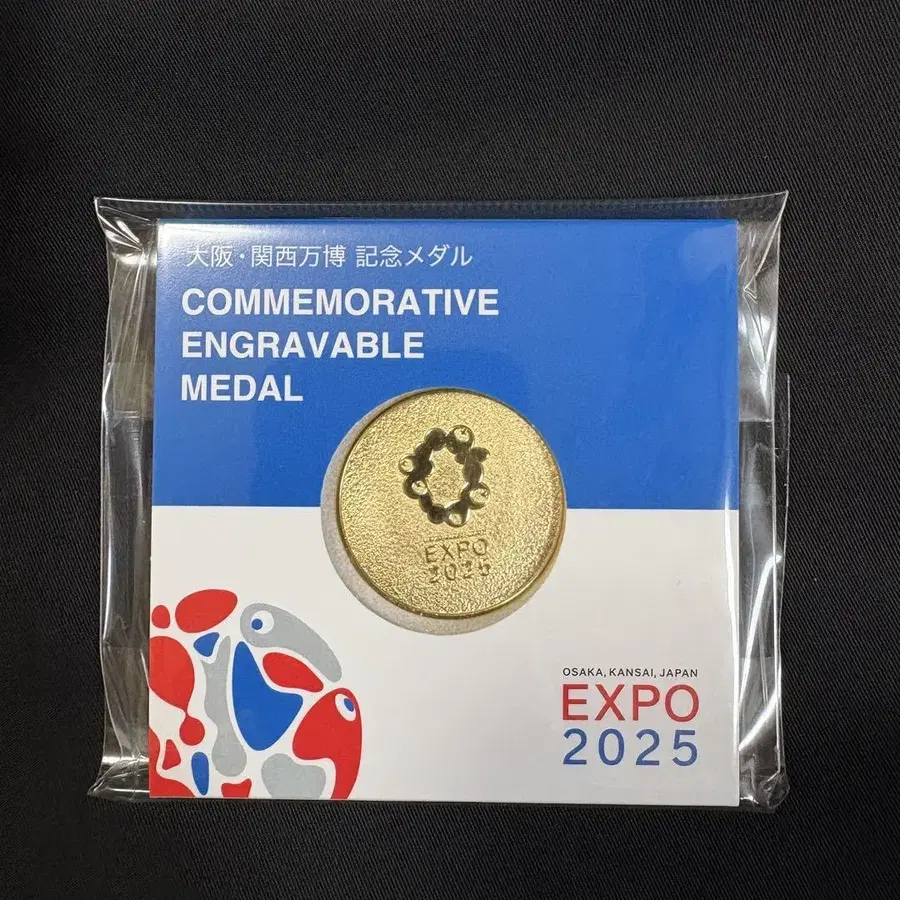 大阪・関西万博 記念メダル
COMMEMORATIVE
ENGRAVABLE
MEDAL
EXPO
2025
OSAKA, KANSAI, JAPAN
EXPO
2025